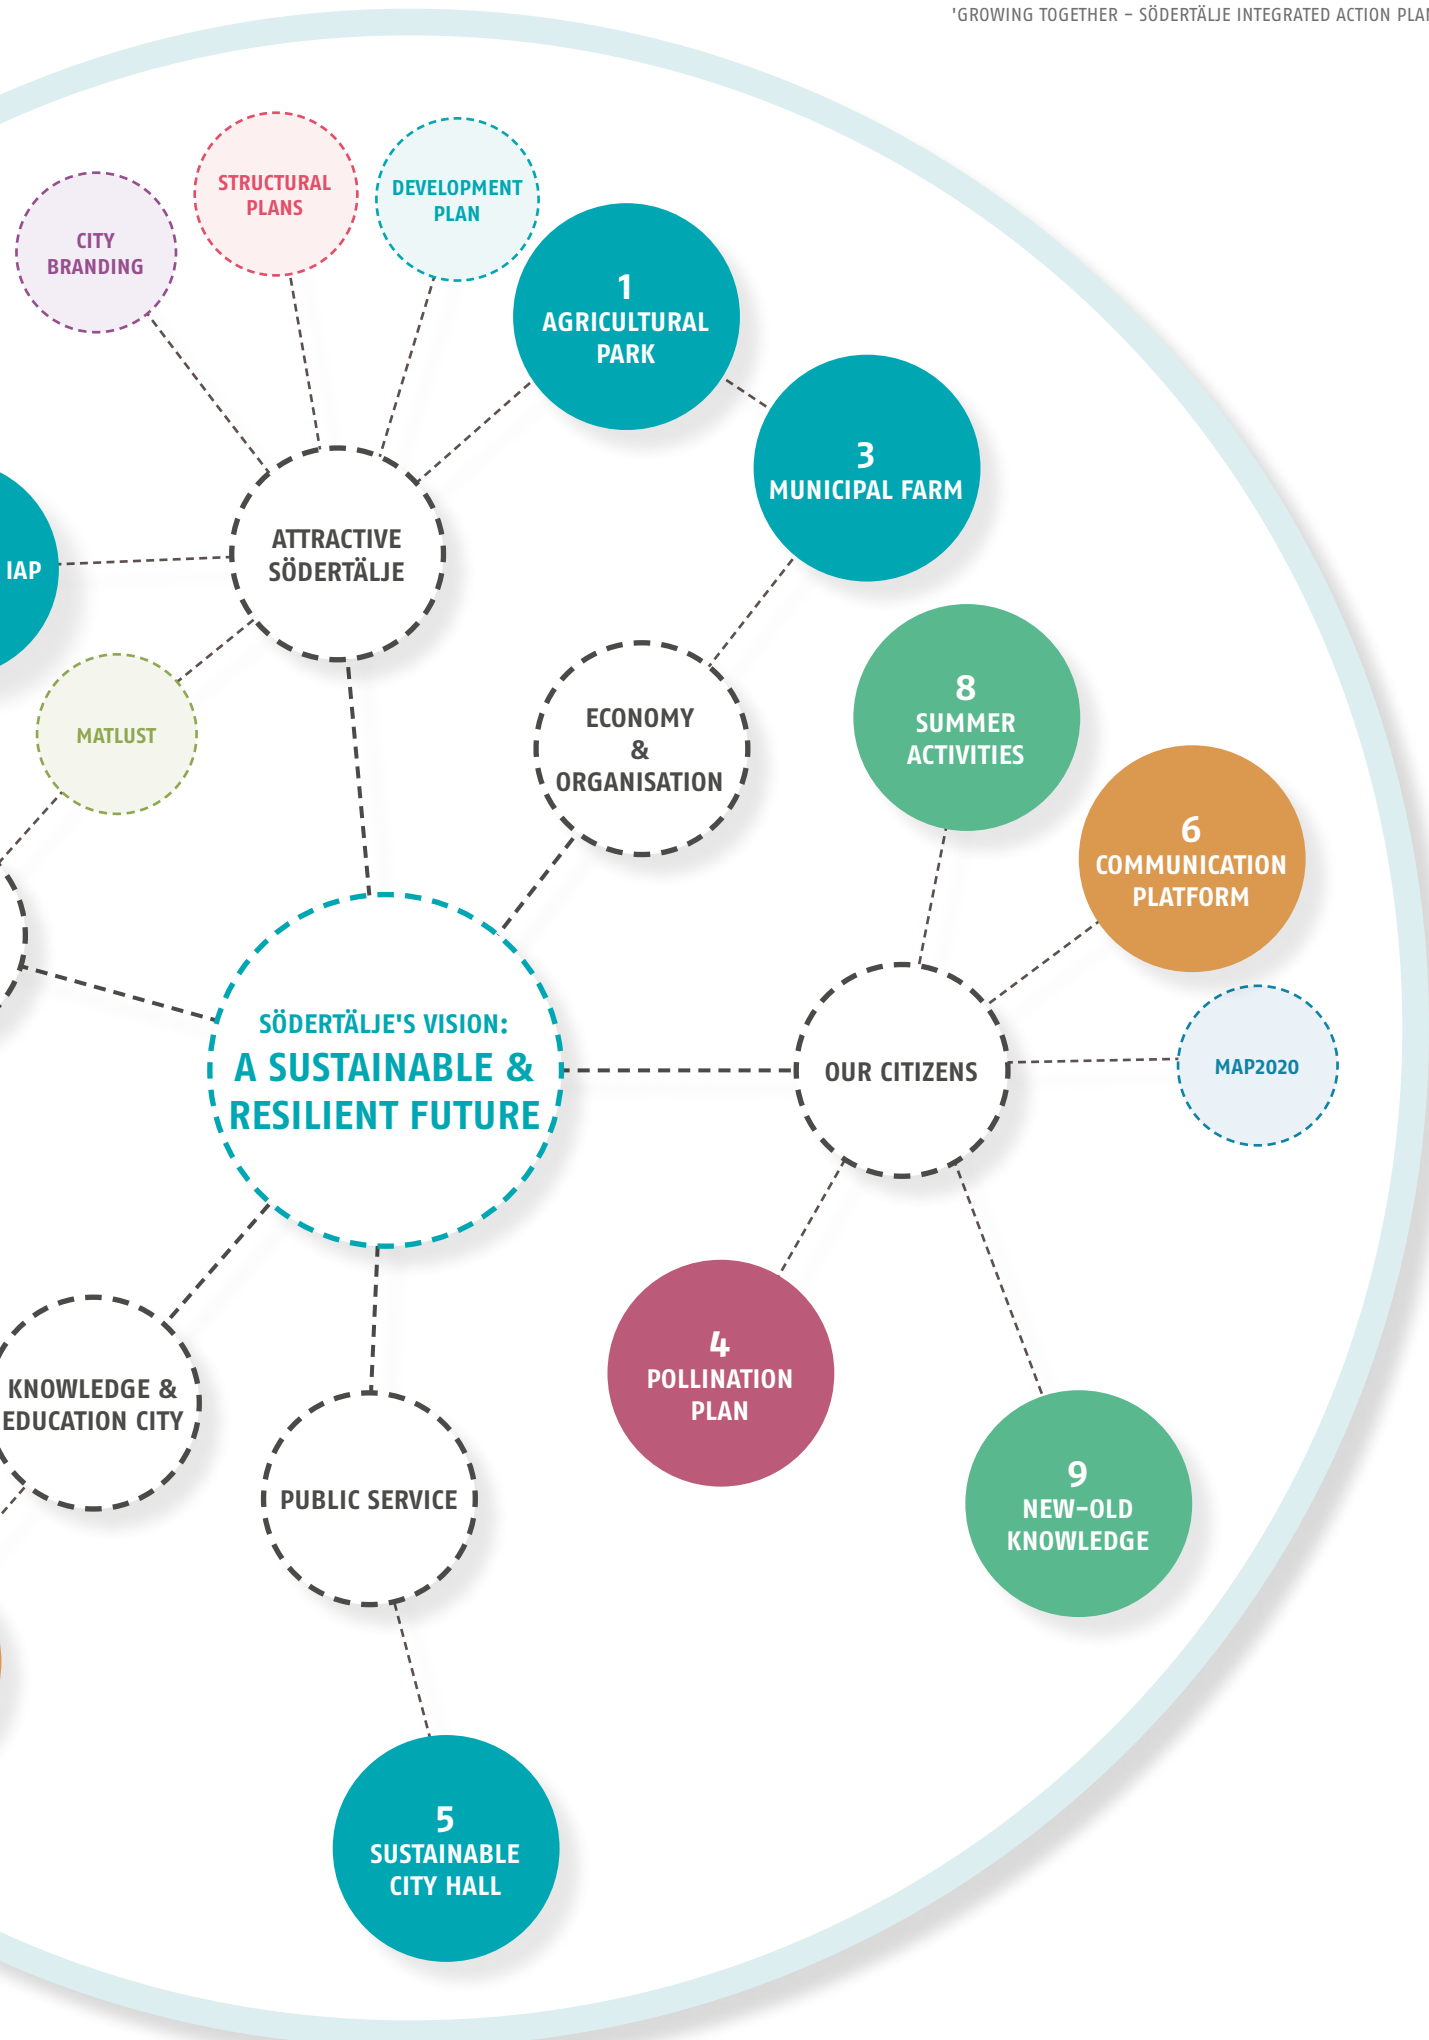 'GROWING TOGETHER – SÖDERTÄLJE INTEGRATED ACTION PLAN
STRUCTURAL
PLANS
DEVELOPMENT
PLAN
CITY
BRANDING
1
AGRICULTURAL
PARK
3
MUNICIPAL FARM
ATTRACTIVE
SÖDERTÄLJE
IAP
MATLUST
ECONOMY
&
ORGANISATION
8
SUMMER
ACTIVITIES
6
COMMUNICATION
PLATFORM
SÖDERTÄLJE'S VISION:
A SUSTAINABLE &
RESILIENT FUTURE
OUR CITIZENS
MAP2020
4
POLLINATION
PLAN
KNOWLEDGE &
EDUCATION CITY
PUBLIC SERVICE
9
NEW-OLD
KNOWLEDGE
5
SUSTAINABLE
CITY HALL